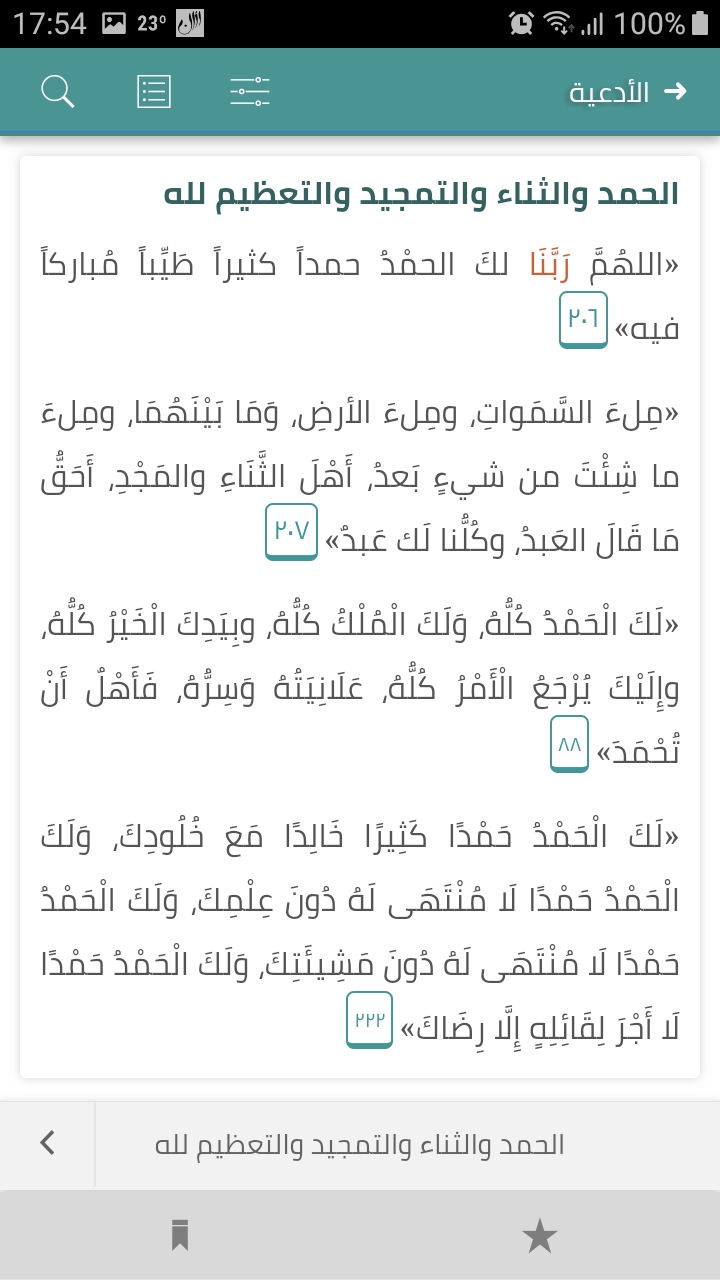 17:54 23° 100%
الأدعية
الحمد والثناء والتمجيد والتعظيم لله
«اللهُمَّ رَبَّنَا لكَ الحمْدُ حمداً كثيراً طَيِّباً مُباركاً
فيه» ٢٠٦
«مِلءَ السَّمَواتِ، ومِلءَ الأرضِ، وَمَا بَيْنَهُمَا، ومِلءَ
ما شِئْتَ من شيءٍ بَعدُ، أَهْلَ الثَّنَاءِ والمَجْدِ، أَحَقُّ
مَا قَالَ العَبدُ، وكُلُّنا لَك عَبدٌ» ٢٠٧
«لَكَ الْحَمْدُ كُلُّهُ، وَلَكَ الْمُلْكُ كُلُّهُ، وبِيَدِكَ الْخَيْرُ كُلُّهُ،
وإِلَيْكَ يُرْجَعُ الْأَمْرُ كُلُّهُ، عَلَانِيَتُهُ وَسِرُّهُ، فَأَهْلٌ أَنْ
تُحْمَدَ» ٨٨
«لَكَ الْحَمْدُ حَمْدًا كَثِيرًا خَالِدًا مَعَ خُلُودِكَ، وَلَكَ
الْحَمْدُ حَمْدًا لَا مُنْتَهَى لَهُ دُونَ عِلْمِكَ، وَلَكَ الْحَمْدُ
حَمْدًا لَا مُنْتَهَى لَهُ دُونَ مَشِيئَتِكَ، وَلَكَ الْحَمْدُ حَمْدًا
لَا أَجْرَ لِقَائِلِهِ إِلَّا رِضَاكَ» ٢٢٢
الحمد والثناء والتمجيد والتعظيم لله